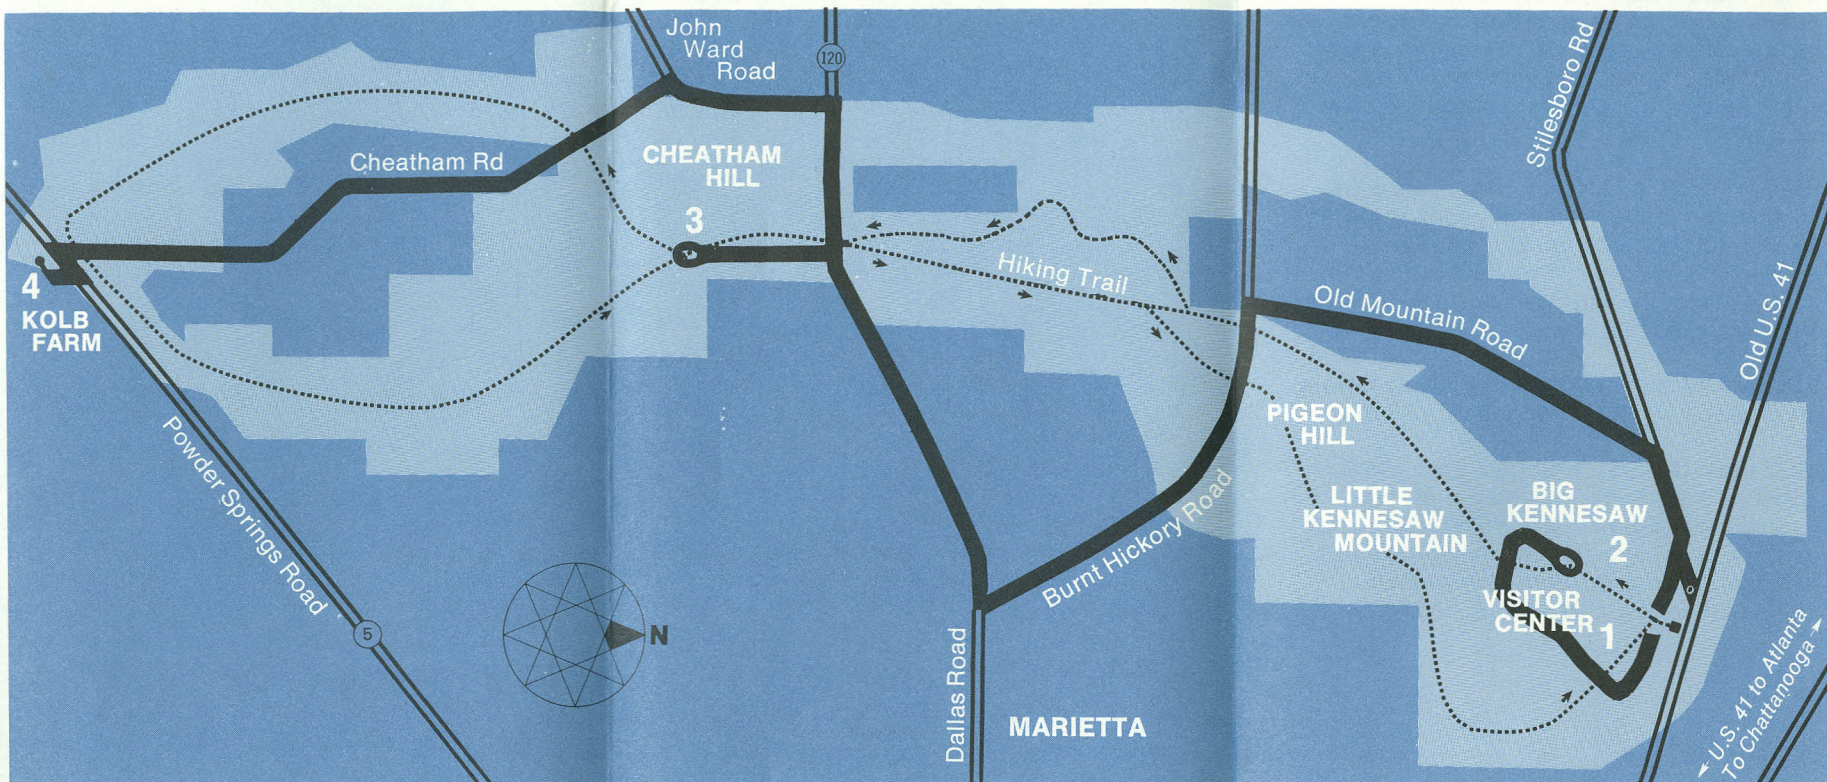 John
Ward
Road
120
Stilesboro Rd
Cheatham Rd
CHEATHAM
HILL
3
4
KOLB
FARM
Hiking Trail
Old Mountain Road
Old U.S. 41
PIGEON
HILL
Powder Springs Road
5
N
LITTLE
KENNESAW
MOUNTAIN
BIG
KENNESAW
2
VISITOR
CENTER 1
Burnt Hickory Road
Dallas Road
MARIETTA
U.S. 41 to Atlanta
To Chattanooga